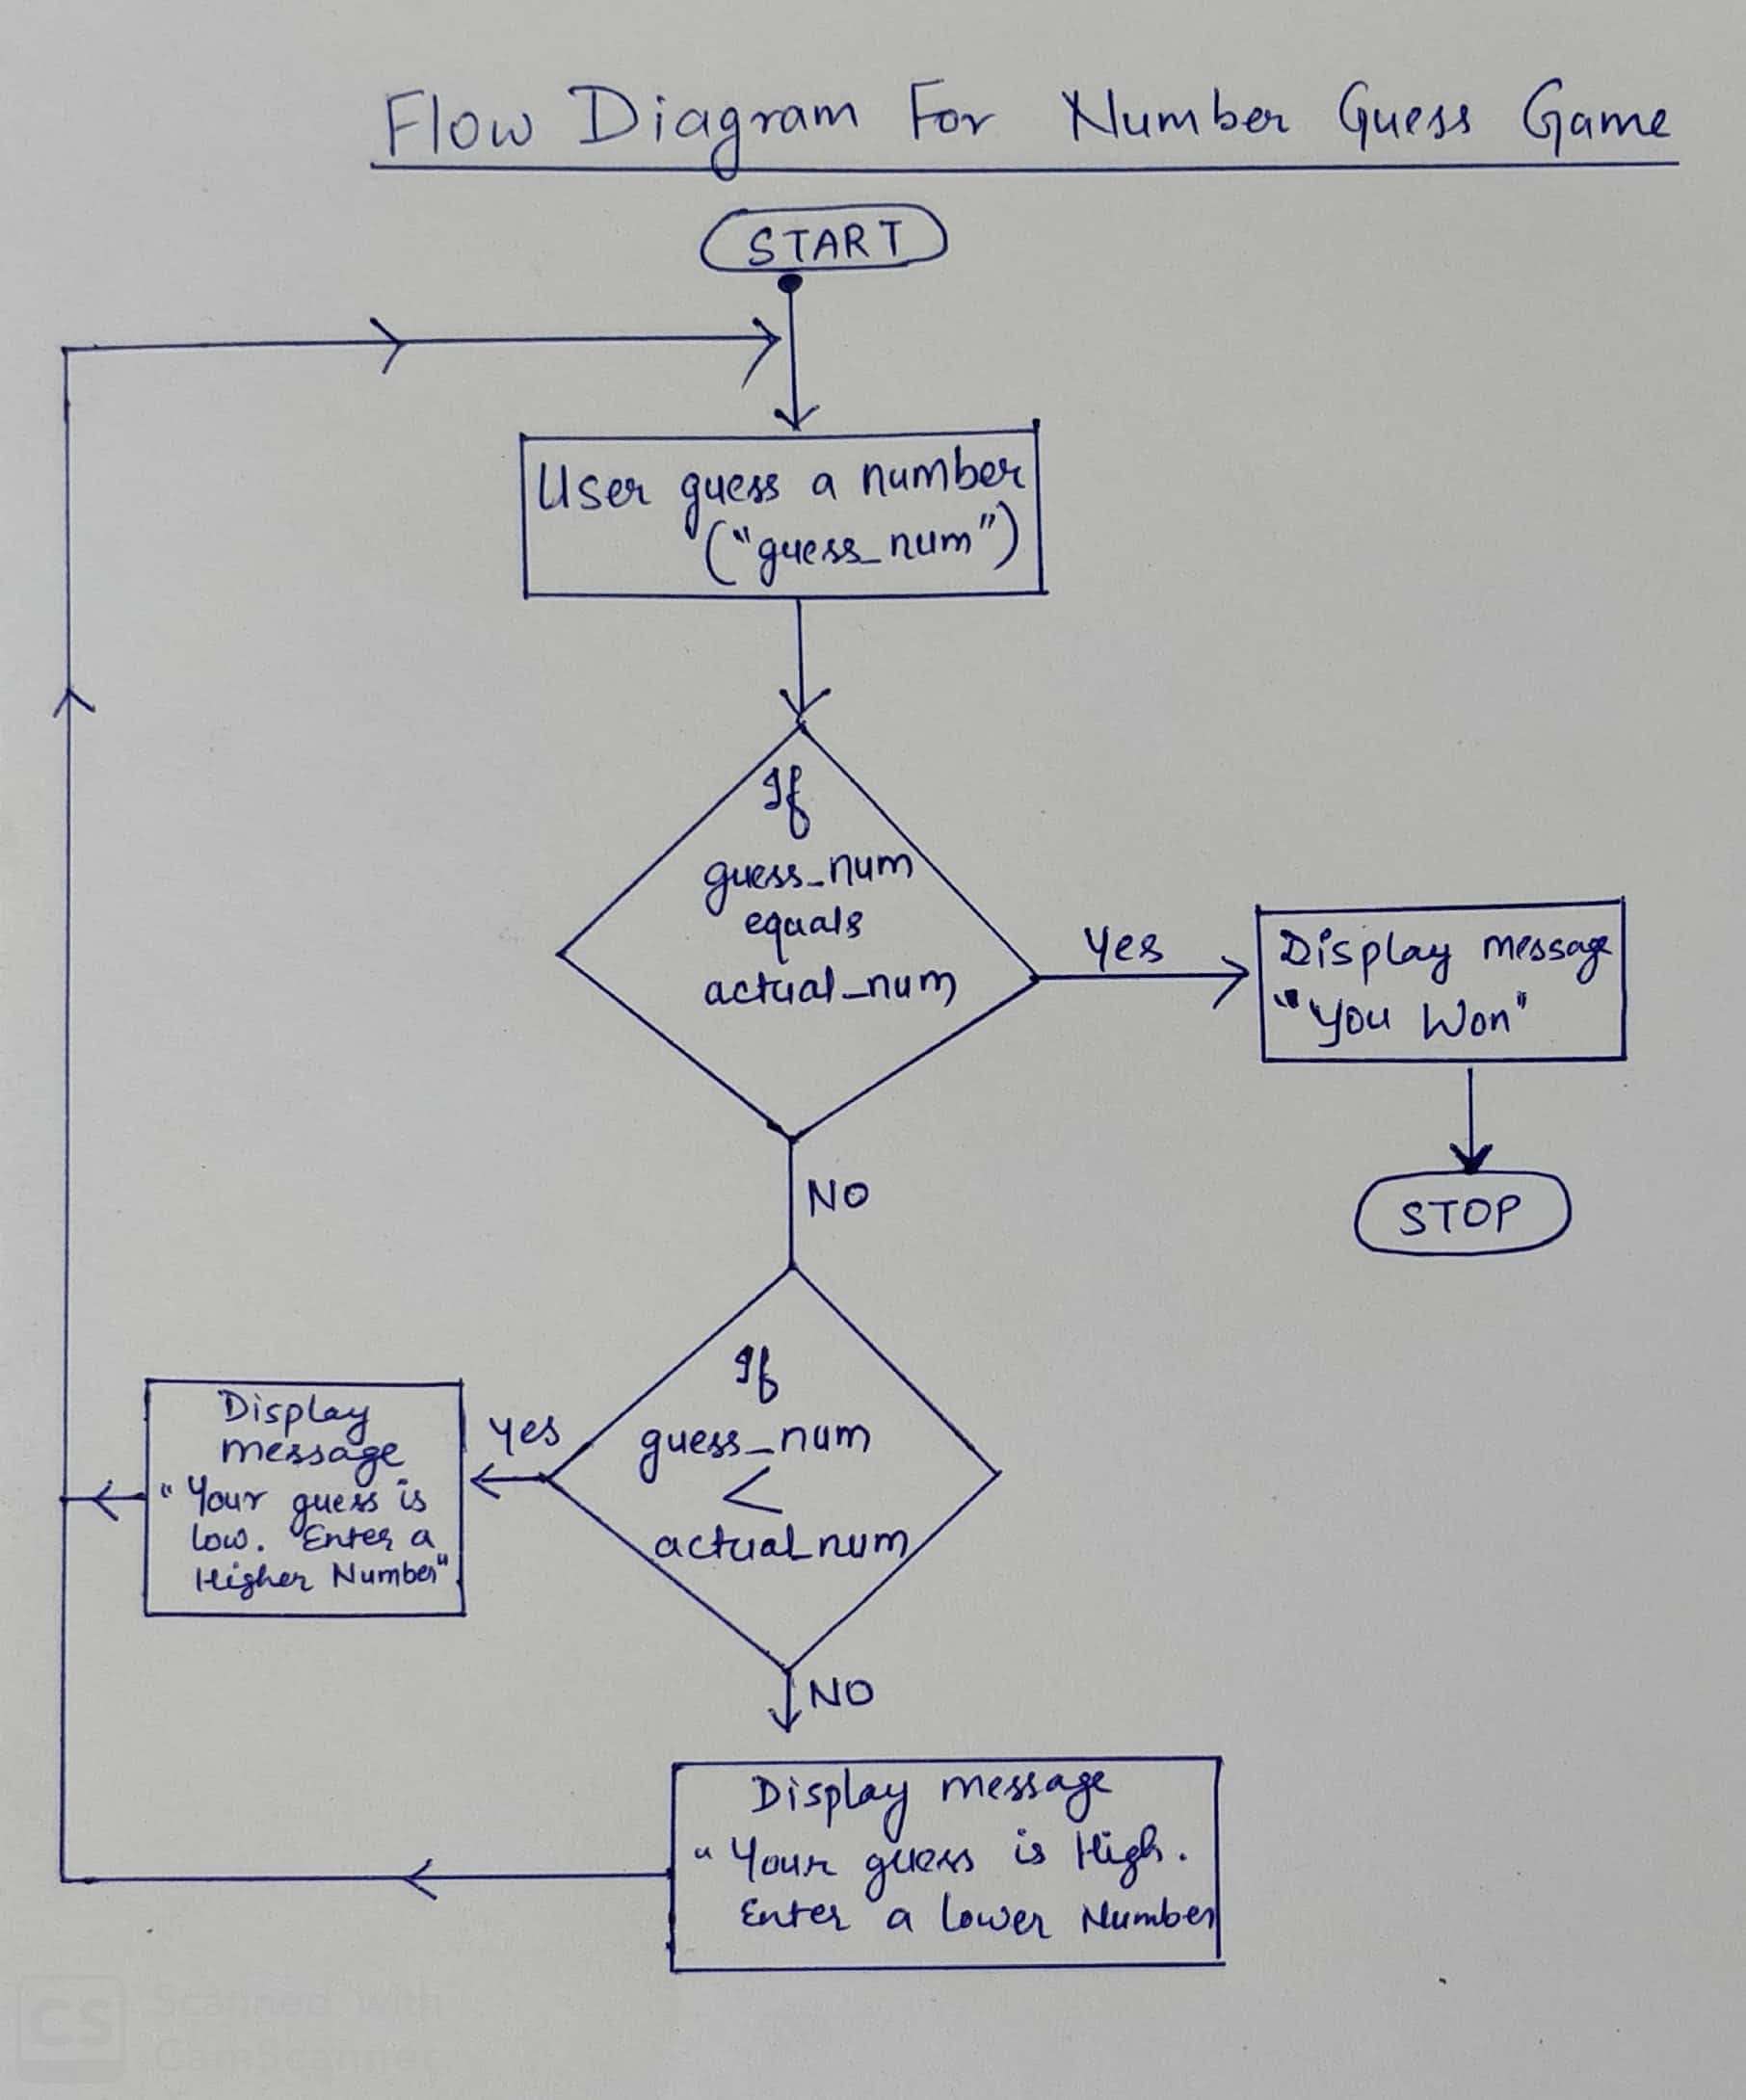 Flow Diagram For Number Guess Game
START
User guess a number
("guess_num")
If
guess_num
equals
actual_num
Yes
Display message
"You Won"
NO
STOP
If
guess_num
<
actual_num
Yes
Display
message
"Your guess is
low. Enter a
Higher Number"
NO
Display message
"Your guess is High.
Enter a lower Number
CS
Scanned with
CamScanner